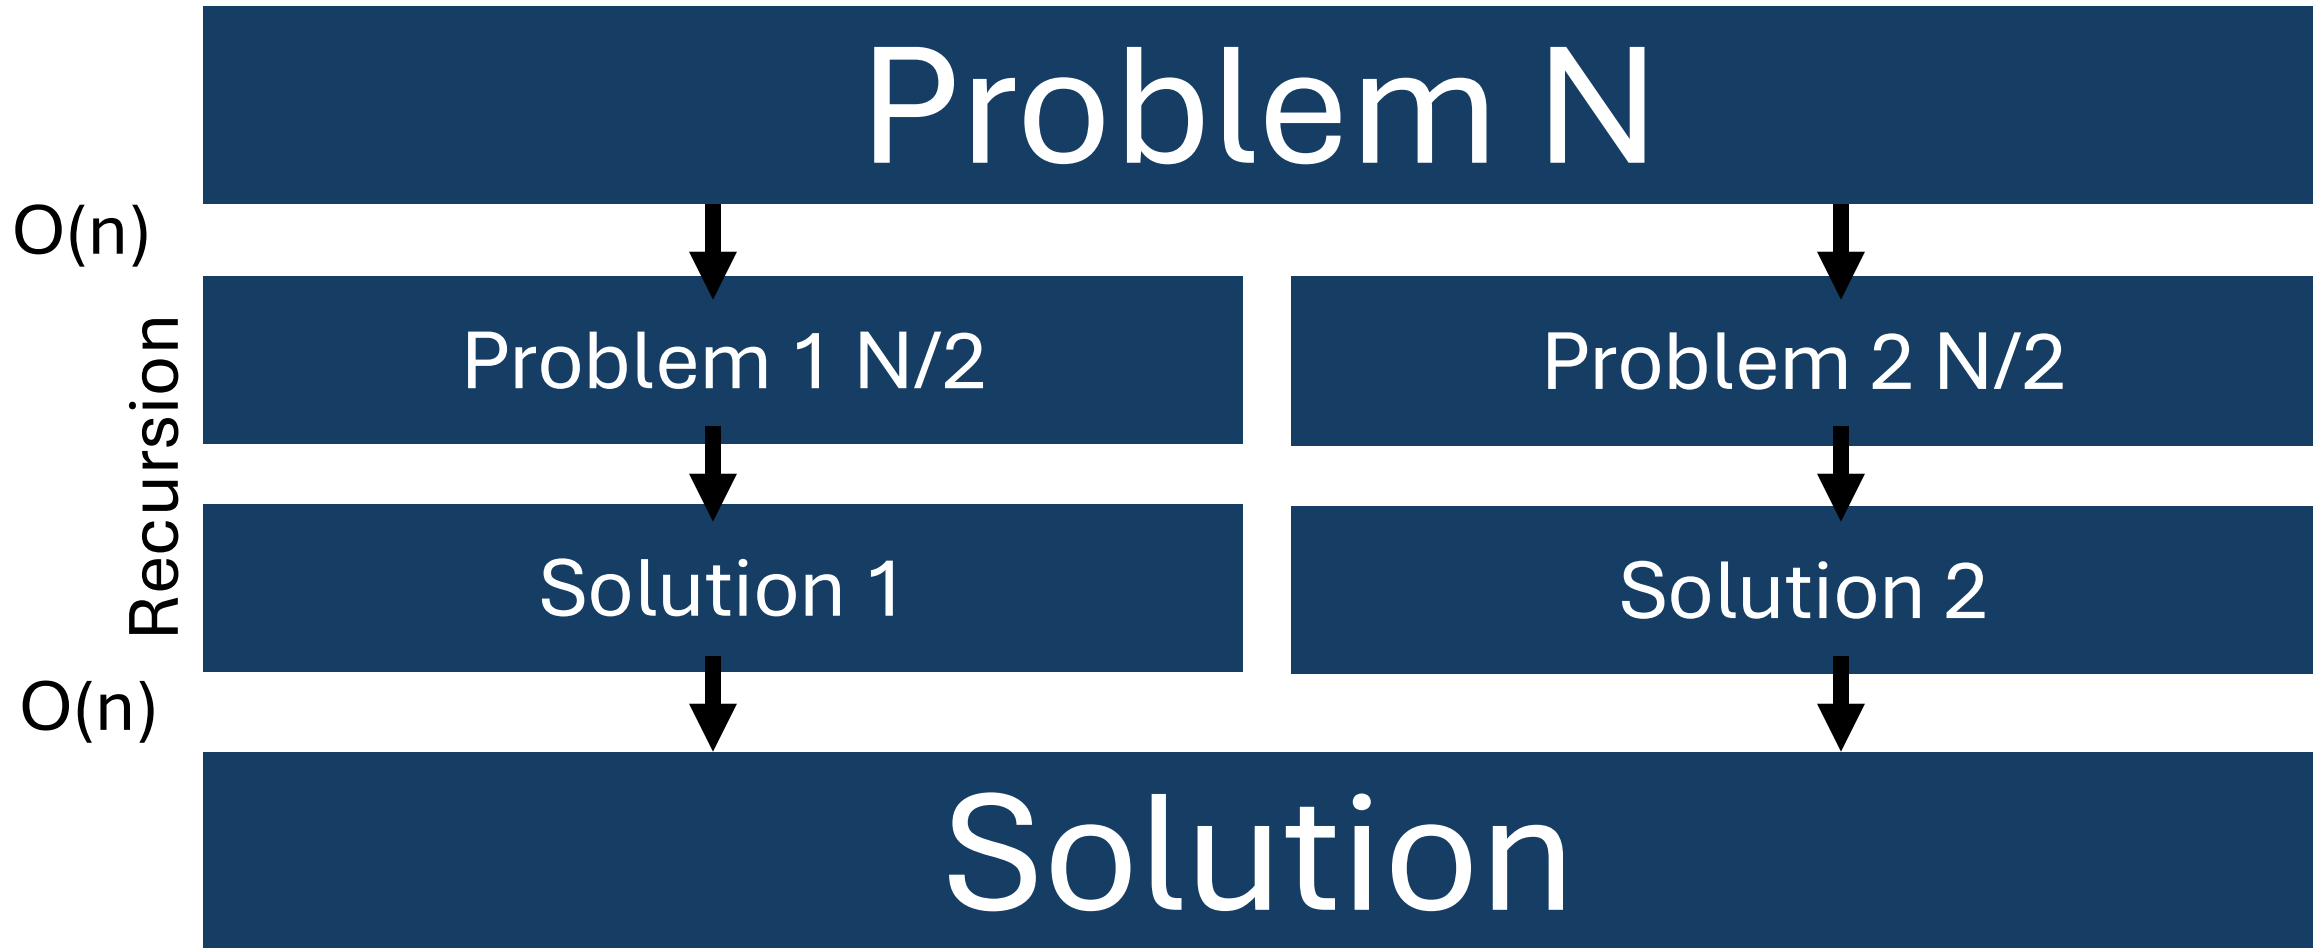 Problem N
O(n)
Problem 1 N/2
Problem 2 N/2
Recursion
Solution 1
Solution 2
O(n)
Solution